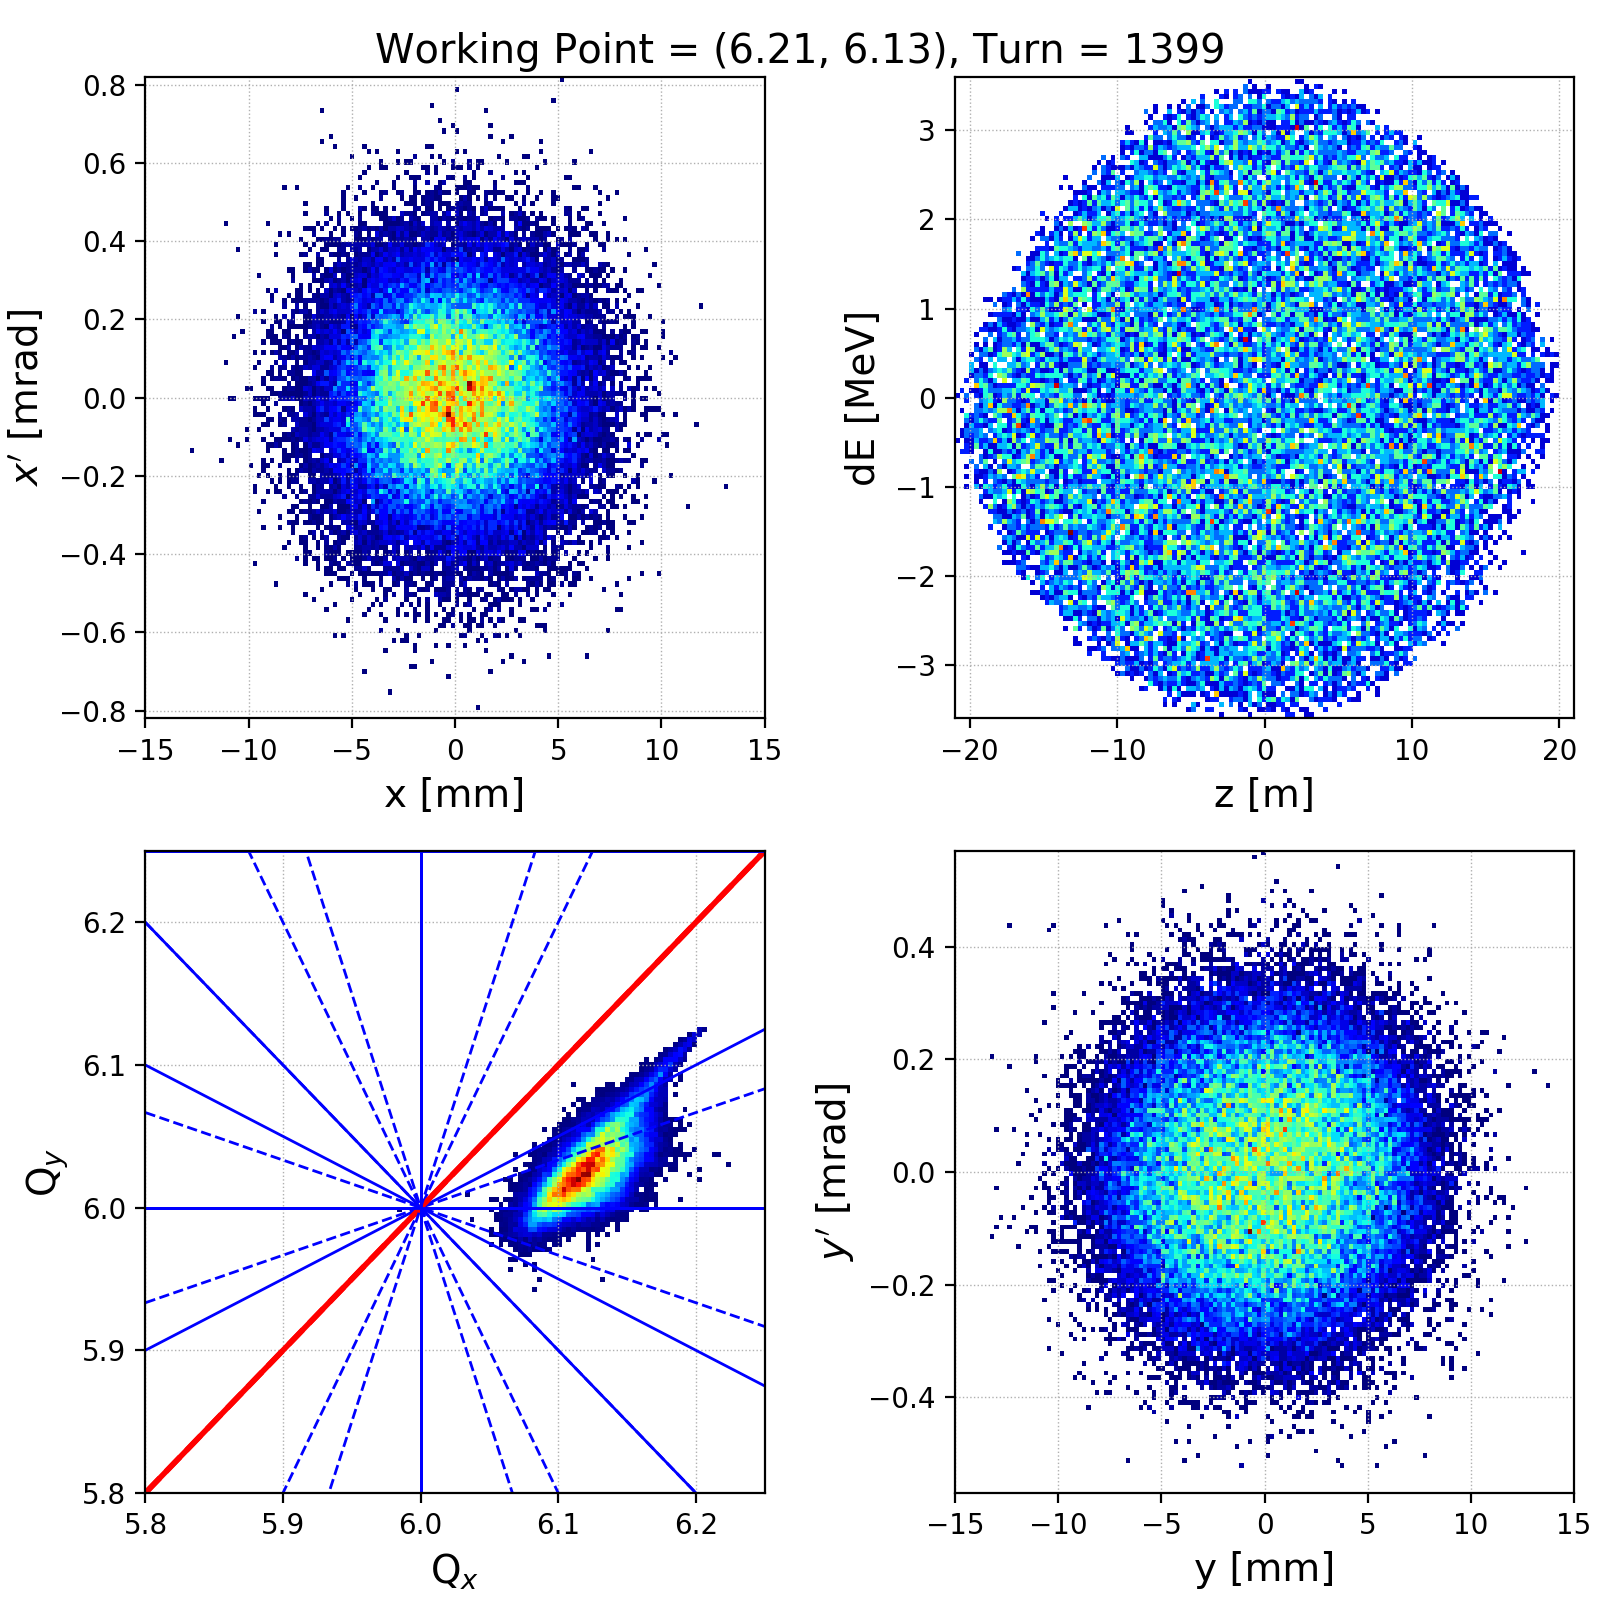 Working Point = (6.21, 6.13), Turn = 1399
0.8
0.6
0.4
0.2
0.0
−0.2
−0.4
−0.6
−0.8
x′ [mrad]
−15 −10 −5 0 5 10 15
x [mm]
3
2
1
0
−1
−2
−3
dE [MeV]
−20 −10 0 10 20
z [m]
6.2
6.1
6.0
5.9
5.8
Qy
5.8 5.9 6.0 6.1 6.2
Qx
0.4
0.2
0.0
−0.2
−0.4
y′ [mrad]
−15 −10 −5 0 5 10 15
y [mm]